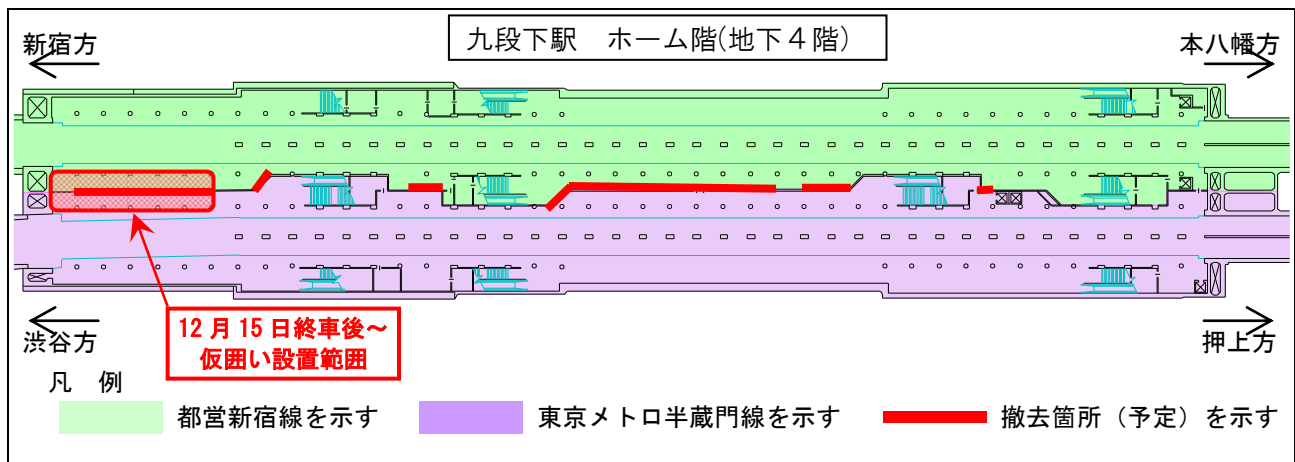 九段下駅　ホーム階(地下４階)
新宿方
本八幡方
12月15日終車後～
仮囲い設置範囲
渋谷方
押上方
凡　例
都営新宿線を示す
東京メトロ半蔵門線を示す
撤去箇所（予定）を示す